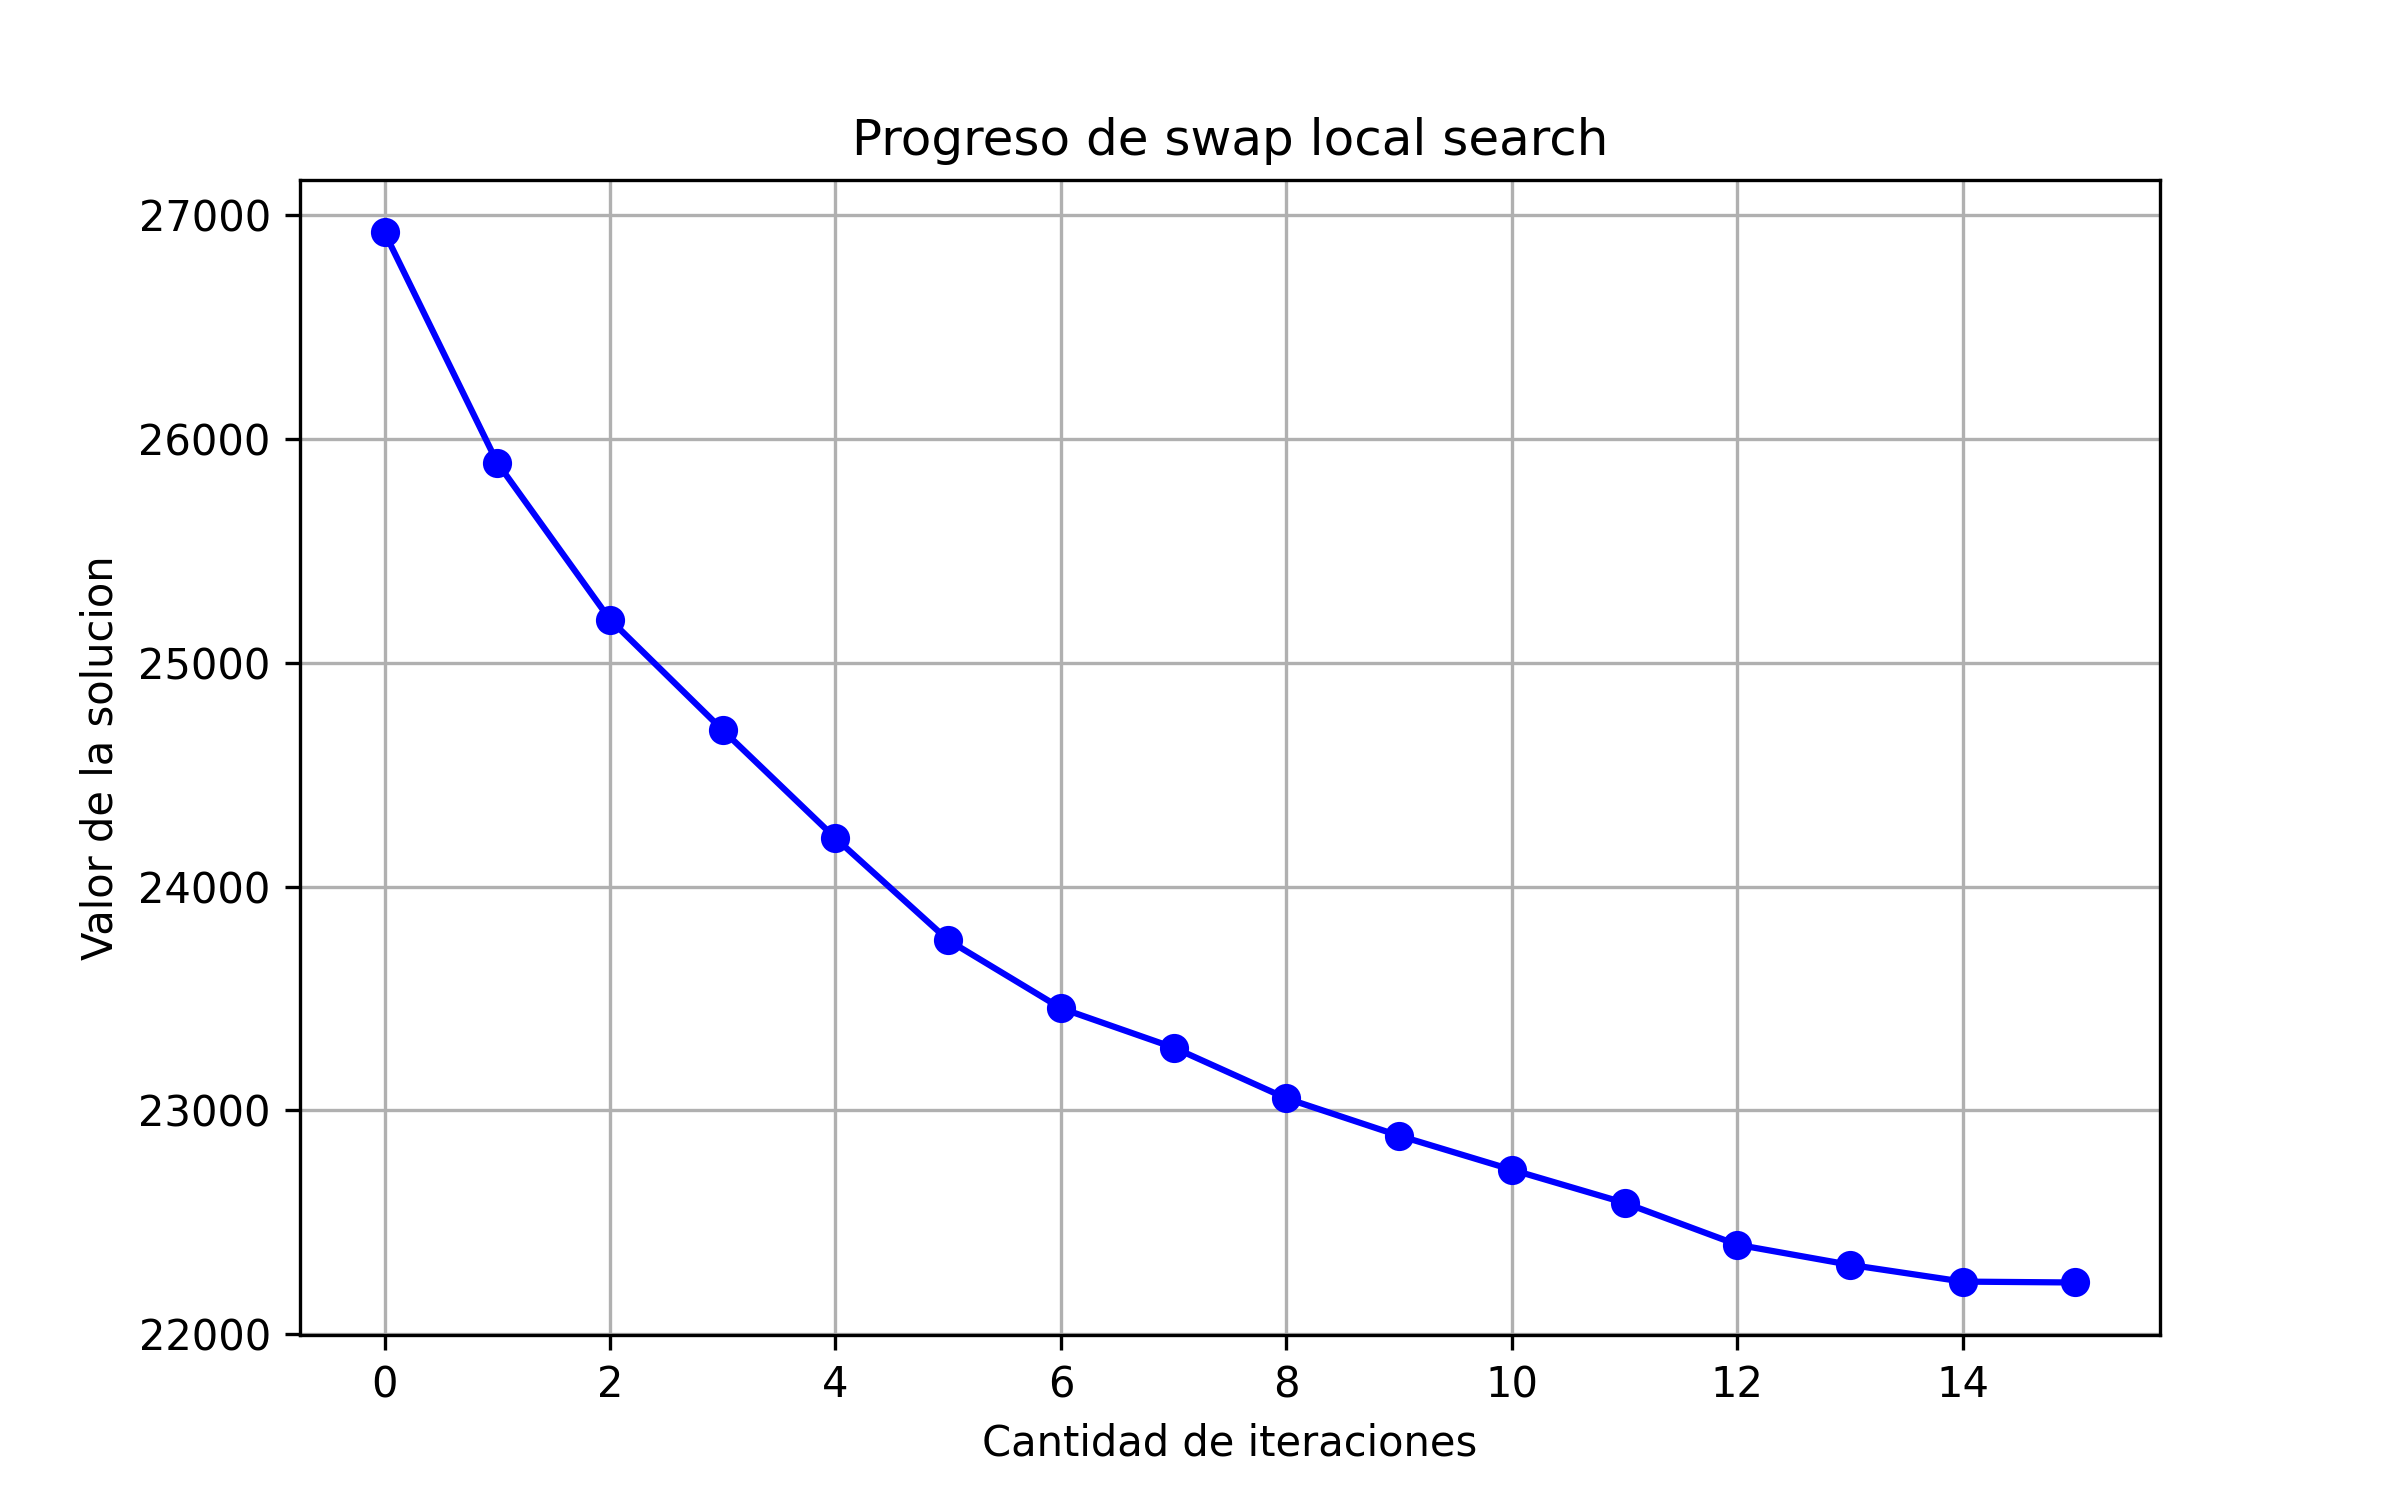 Progreso de swap local search
27000
26000
25000
24000
23000
22000
Valor de la solucion
0 2 4 6 8 10 12 14
Cantidad de iteraciones